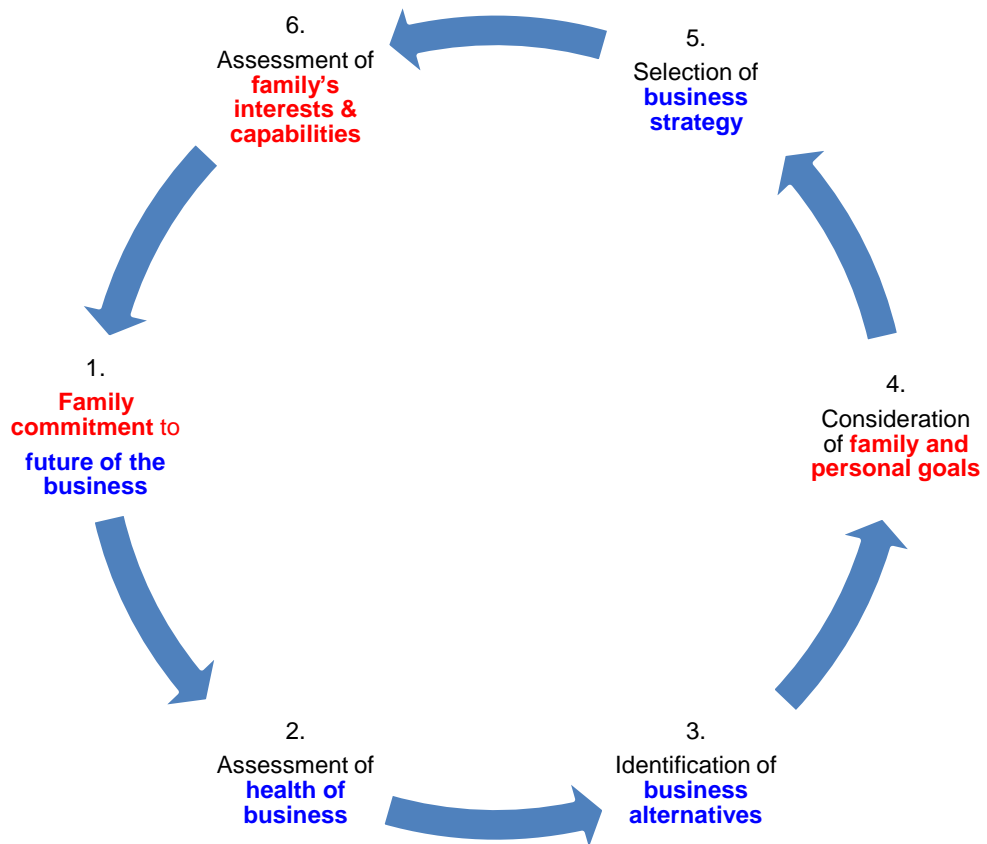 6.
Assessment of
family’s
interests &
capabilities
5.
Selection of
business
strategy
1.
Family
commitment to
future of the
business
4.
Consideration
of family and
personal goals
2.
Assessment of
health of
business
3.
Identification of
business
alternatives